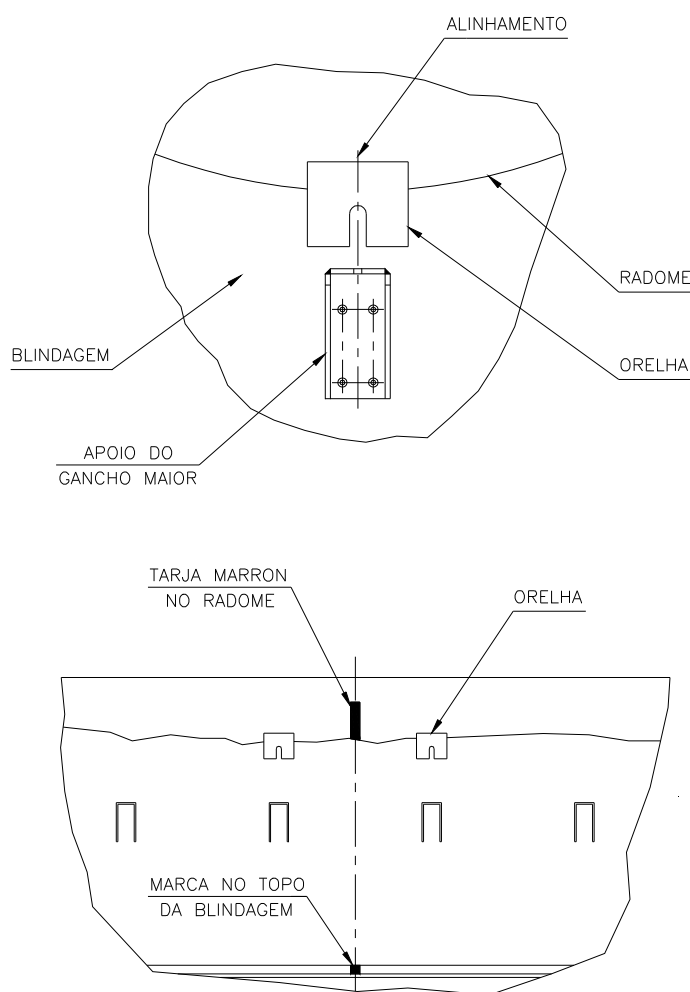 ALINHAMENTO
RADOME
BLINDAGEM
ORELHA
APOIO DO
GANCHO MAIOR
TARJA MARRON
NO RADOME
ORELHA
MARCA NO TOPO
DA BLINDAGEM